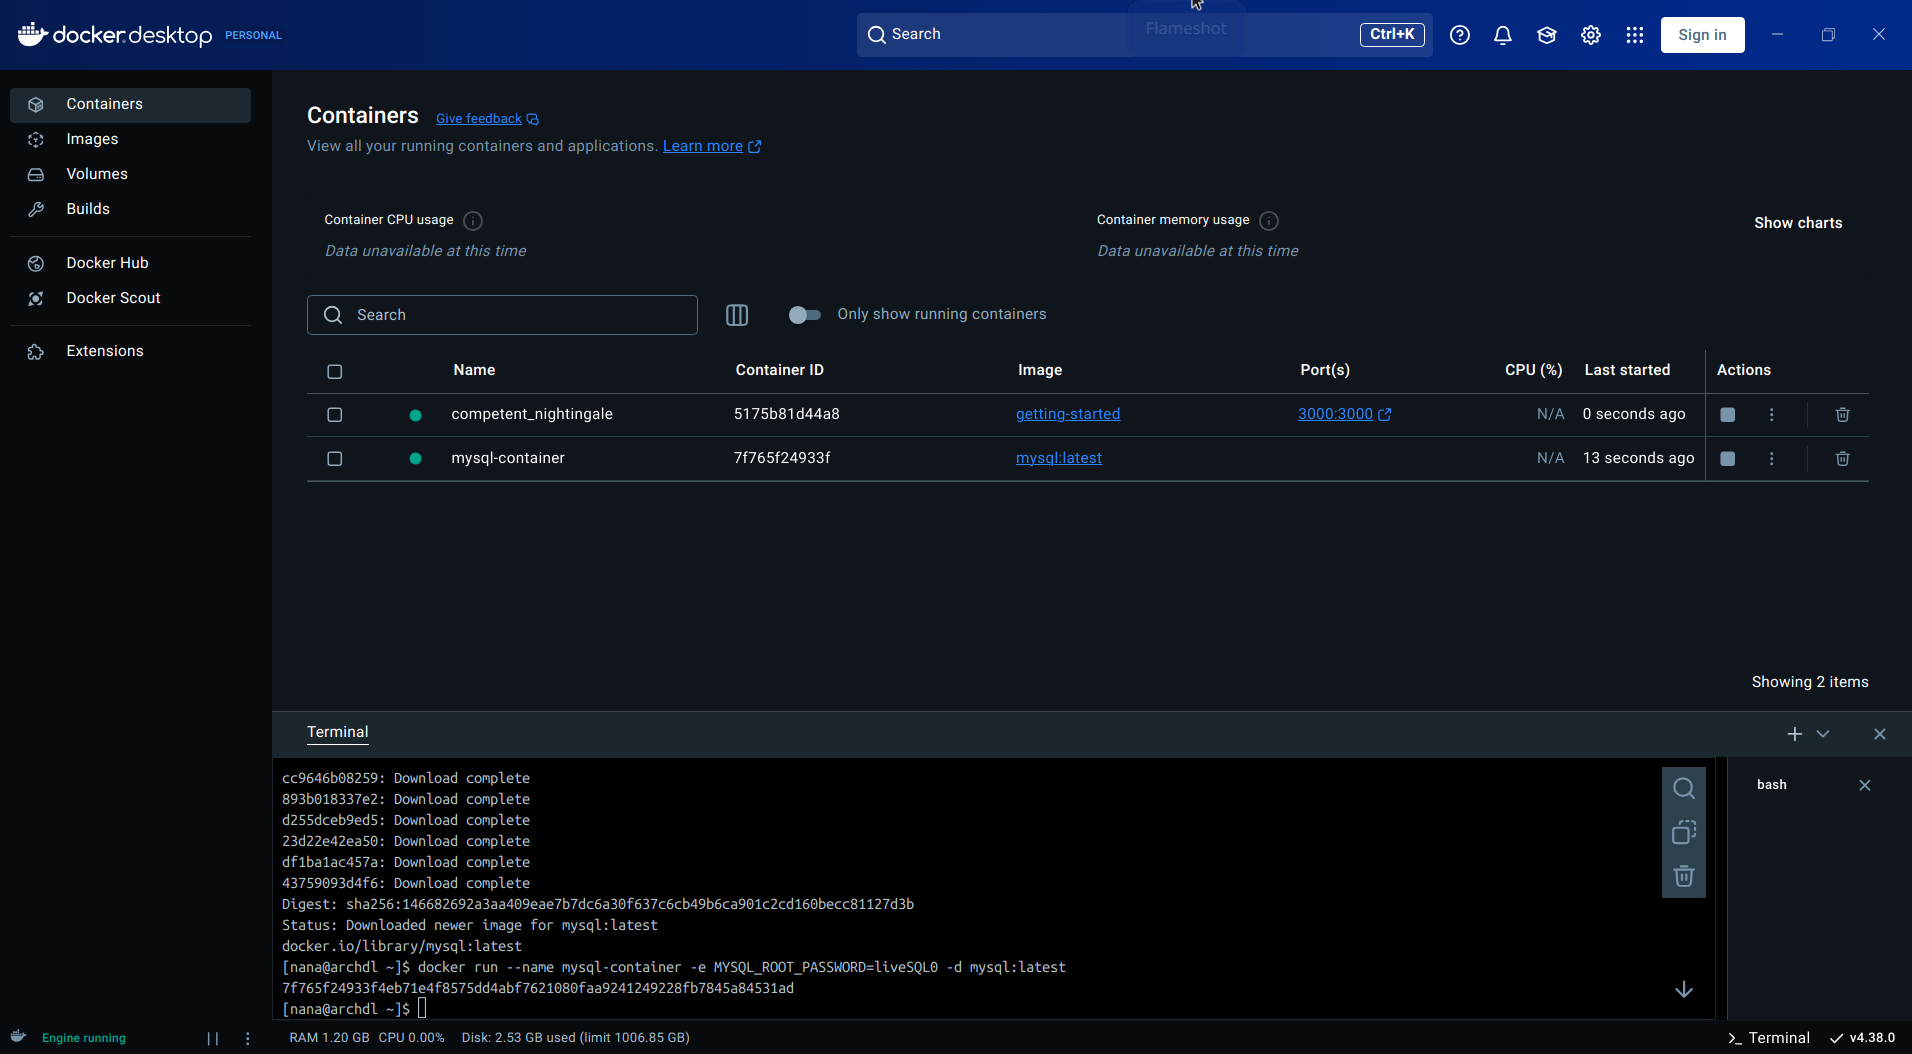 docker.desktop PERSONAL
Search
Flameshot
Ctrl+K
Sign in
Containers
Images
Volumes
Builds
Docker Hub
Docker Scout
Extensions
Containers Give feedback
View all your running containers and applications. Learn more
Container CPU usage
Data unavailable at this time
Container memory usage
Data unavailable at this time
Show charts
Search
Only show running containers
Name Container ID Image Port(s) CPU (%) Last started Actions
competent_nightingale 5175b81d44a8 getting-started 3000:3000 N/A 0 seconds ago
mysql-container 7f765f24933f mysql:latest N/A 13 seconds ago
Showing 2 items
Terminal
cc9646b08259: Download complete
893b018337e2: Download complete
d255dceb9ed5: Download complete
23d22e42ea50: Download complete
df1ba1ac457a: Download complete
43759093d4f6: Download complete
Digest: sha256:146682692a3aa409eae7b7dc6a30f637c6cb49b6ca901c2cd160becc81127d3b
Status: Downloaded newer image for mysql:latest
docker.io/library/mysql:latest
[nana@archdl ~]$ docker run --name mysql-container -e MYSQL_ROOT_PASSWORD=liveSQL0 -d mysql:latest
7f765f24933f4eb71e4f8575dd4abf7621080faa9241249228fb7845a84531ad
[nana@archdl ~]$
bash
Engine running
RAM 1.20 GB CPU 0.00% Disk: 2.53 GB used (limit 1006.85 GB)
>_ Terminal
v4.38.0